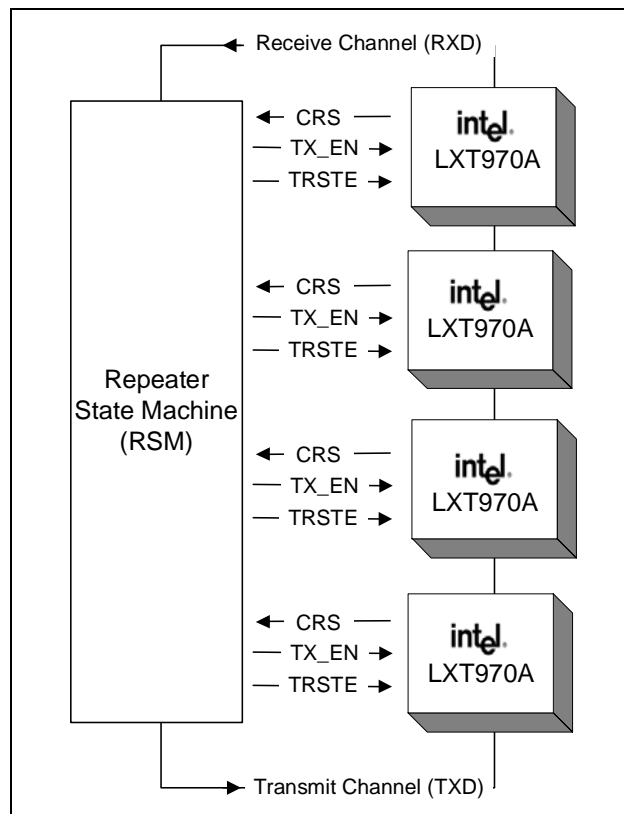 Receive Channel (RXD)
CRS
TX_EN
TRSTE
intel.
LXT970A
CRS
TX_EN
TRSTE
intel.
LXT970A
Repeater
State Machine
(RSM)
CRS
TX_EN
TRSTE
intel.
LXT970A
CRS
TX_EN
TRSTE
intel.
LXT970A
Transmit Channel (TXD)